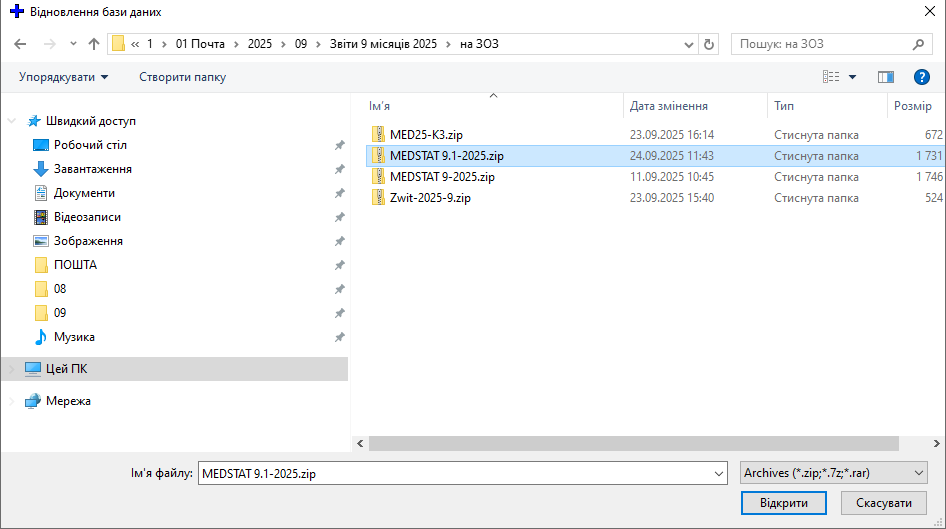 Відновлення бази даних
« 1 › 01 Почта › 2025 › 09 › Звіти 9 місяців 2025 › на ЗОЗ
Пошук: на ЗОЗ
Упорядкувати Створити папку
Ім'я Дата змінення Тип Розмір
Швидкий доступ
Робочий стіл
Завантаження
Документи
Відеозаписи
Зображення
ПОШТА
08
09
Музика
Цей ПК
Мережа
MED25-К3.zip 23.09.2025 16:14 Стиснута папка 672
MEDSTAT 9.1-2025.zip 24.09.2025 11:43 Стиснута папка 1 731
MEDSTAT 9-2025.zip 11.09.2025 10:45 Стиснута папка 1 746
Zwit-2025-9.zip 23.09.2025 15:40 Стиснута папка 524
Ім'я файлу: MEDSTAT 9.1-2025.zip Archives (*.zip;*.7z;*.rar)
Відкрити Скасувати